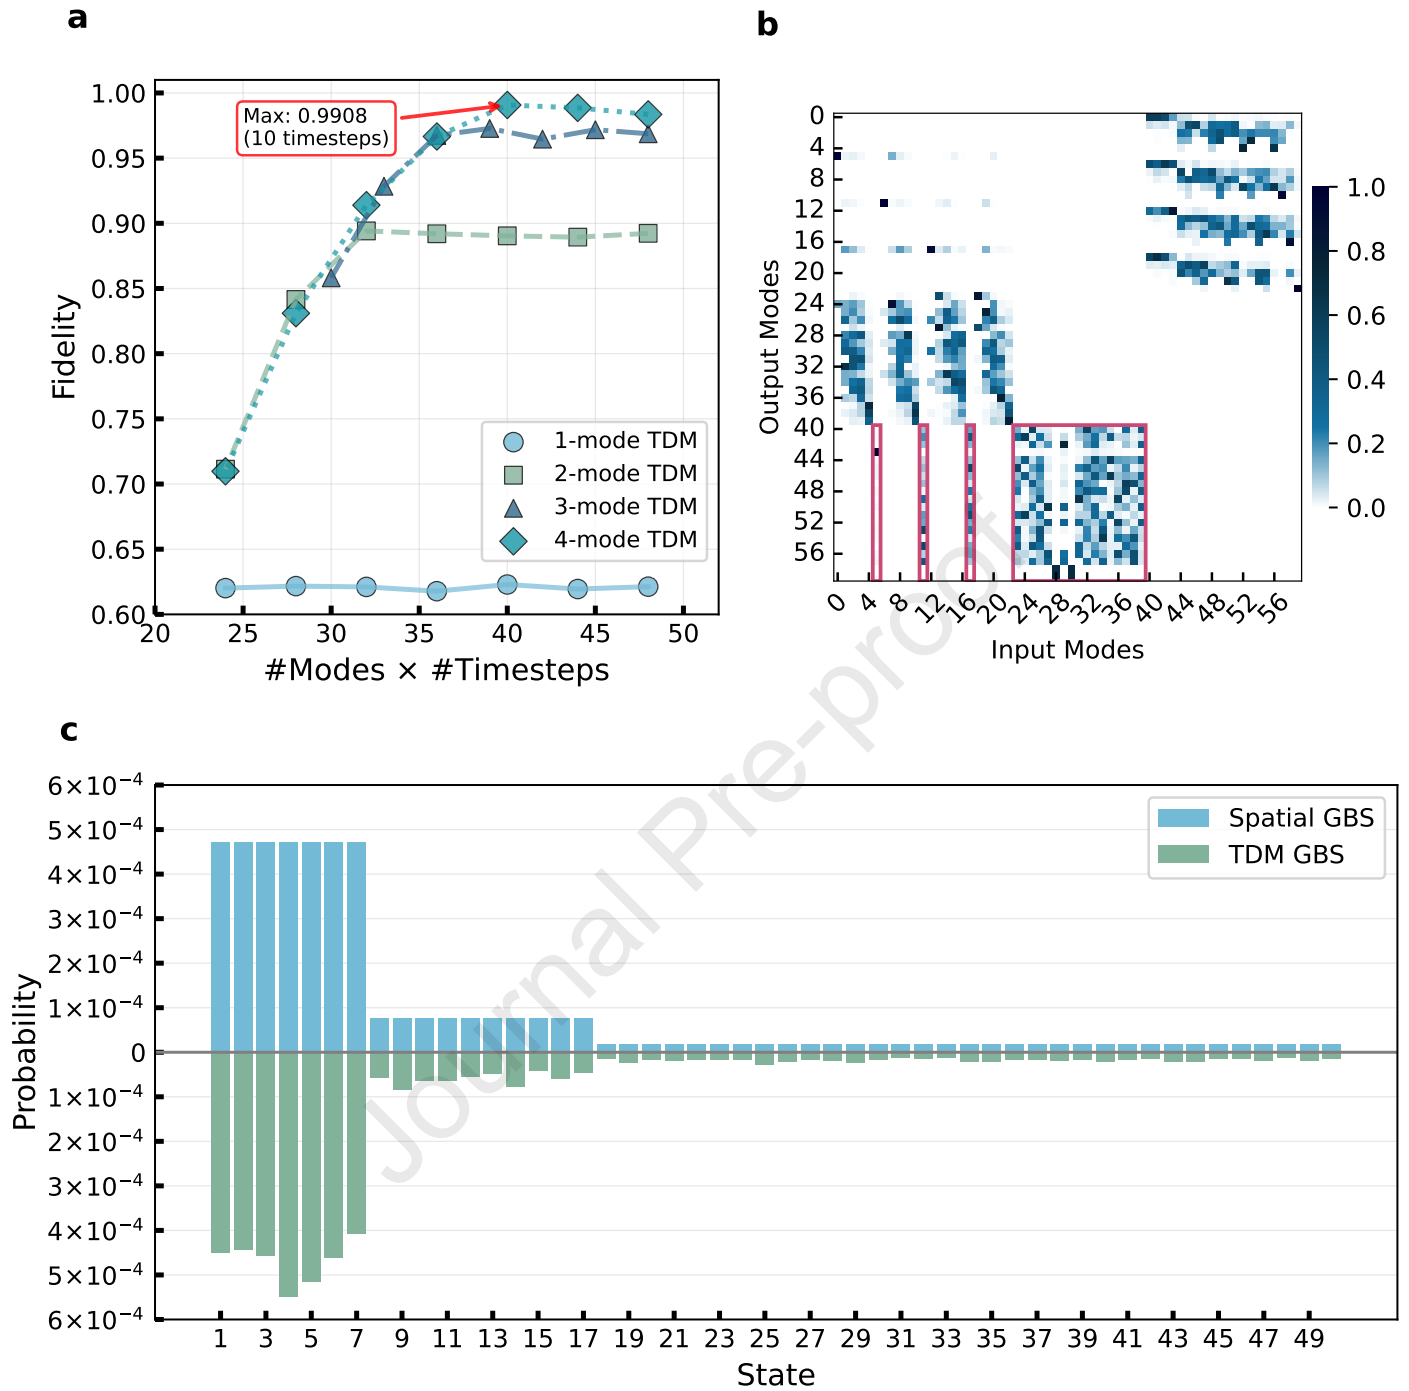 a
b
1.00
0.95
0.90
0.85
0.80
0.75
0.70
0.65
0.60
Fidelity
Max: 0.9908
(10 timesteps)
1-mode TDM
2-mode TDM
3-mode TDM
4-mode TDM
20 25 30 35 40 45 50
#Modes × #Timesteps
0
4
8
12
16
20
24
28
32
36
40
44
48
52
56
Output Modes
0 4 8 12 16 20 24 28 32 36 40 44 48 52 56
Input Modes
1.0
0.8
0.6
0.4
0.2
0.0
c
6×10⁻⁴
5×10⁻⁴
4×10⁻⁴
3×10⁻⁴
2×10⁻⁴
1×10⁻⁴
0
1×10⁻⁴
2×10⁻⁴
3×10⁻⁴
4×10⁻⁴
5×10⁻⁴
6×10⁻⁴
Probability
Spatial GBS
TDM GBS
1 3 5 7 9 11 13 15 17 19 21 23 25 27 29 31 33 35 37 39 41 43 45 47 49
State
Journal Pre-proof